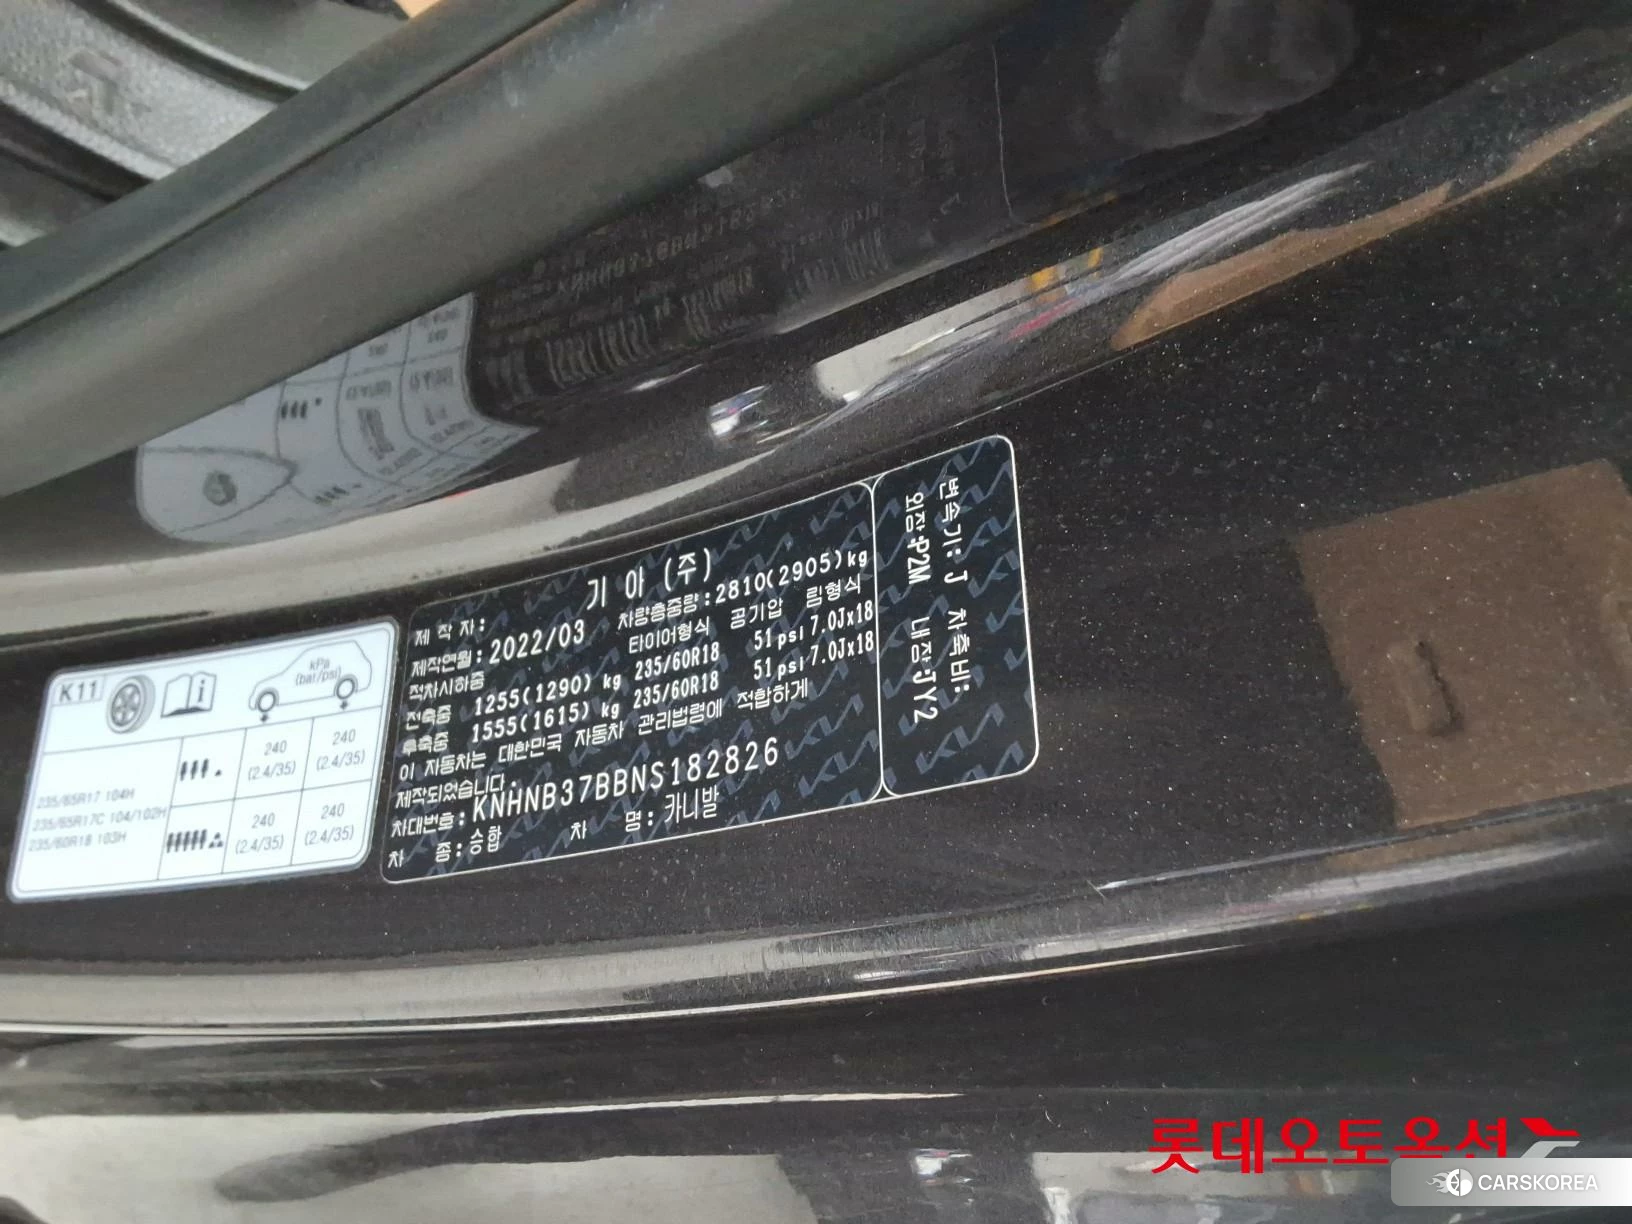 K11
kPa
(bar/psi)
235/65R17 104H
235/65R17C 104/102H
235/60R18 103H
240
(2.4/35)
240
(2.4/35)
240
(2.4/35)
240
(2.4/35)
제 작 자: 기 아 (주)
제작연월:2022/03 차량총중량:2810(2905)kg
적차시하중 타이어형식 공기압 림형식
전축중 1255(1290) kg 235/60R18 51psi 7.0Jx18
후축중 1555(1615) kg 235/60R18 51psi 7.0Jx18
이 자동차는 대한민국 자동차 관리법령에 적합하게
제작되었습니다.
차대번호:KNHNB37BBNS182826
차 종:승합 차 명:카니발
변속기:J 차축비:
외장:P2M 내장:JY2
롯데오토옥션
CARSKOREA